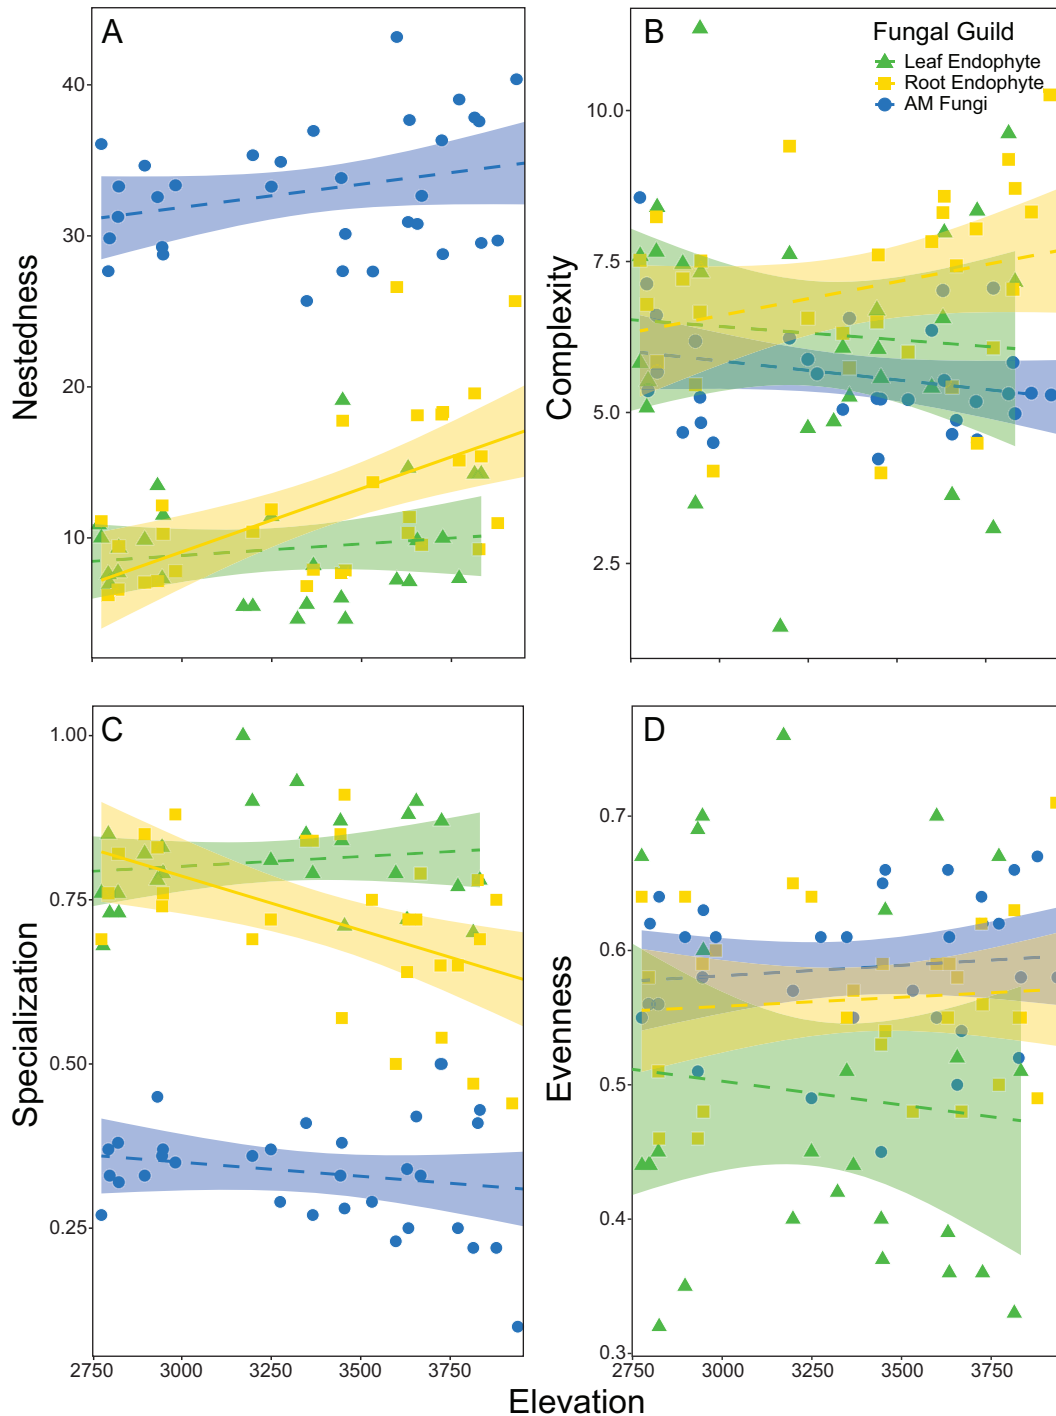 A
Nestedness
40
30
20
10
B
Fungal Guild
Leaf Endophyte
Root Endophyte
AM Fungi
Complexity
10.0
7.5
5.0
2.5
C
Specialization
1.00
0.75
0.50
0.25
2750 3000 3250 3500 3750
D
Evenness
0.7
0.6
0.5
0.4
0.3
2750 3000 3250 3500 3750
Elevation